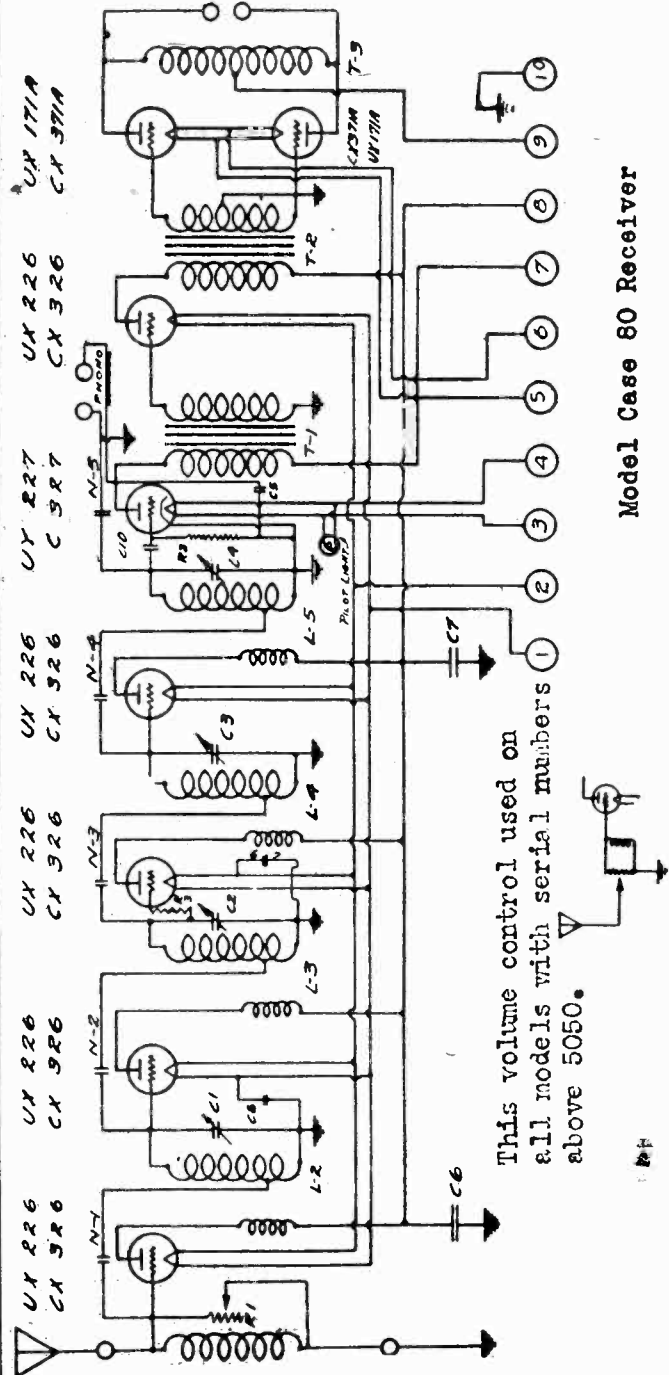 UX 226
CX 326
UX 226
CX 326
UX 226
CX 326
UX 226
CX 326
UY 227
C 327
UX 226
CX 326
UX 171A
CX 371A
N-1
N-2
N-3
N-4
N-5
PHONO
R1
C1
C8
L-2
C2
L-3
C3
L-4
C10
R2
C4
C5
L-5
T-1
T-2
T-3
CX371A
UX171A
PILOT LIGHT
C6
C7
1
2
3
4
5
6
7
8
9
10
This volume control used on
all models with serial numbers
above 5050.
Model Case 80 Receiver